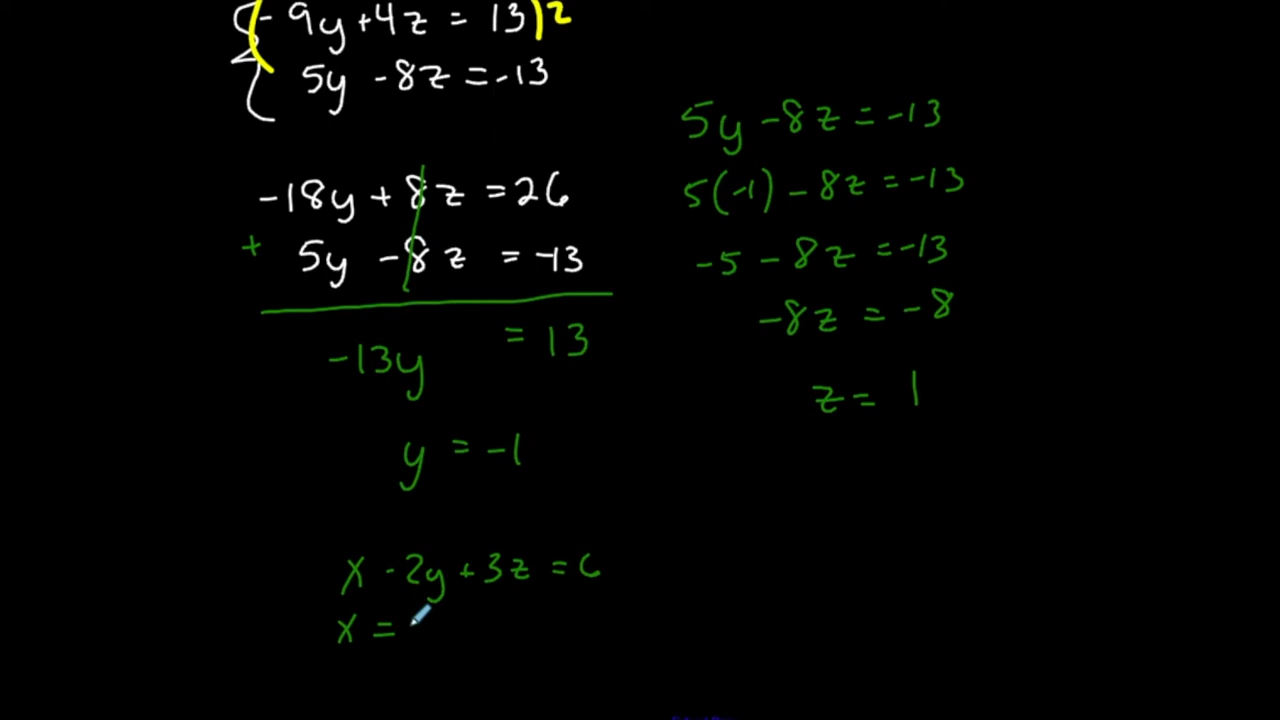 - 9y + 4z = 13) 2
5y - 8z = -13
-18y + 8z = 26
+ 5y - 8z = -13
-13y = 13
y = -1
x - 2y + 3z = 6
x =
5y - 8z = -13
5(-1) - 8z = -13
-5 - 8z = -13
-8z = -8
z = 1